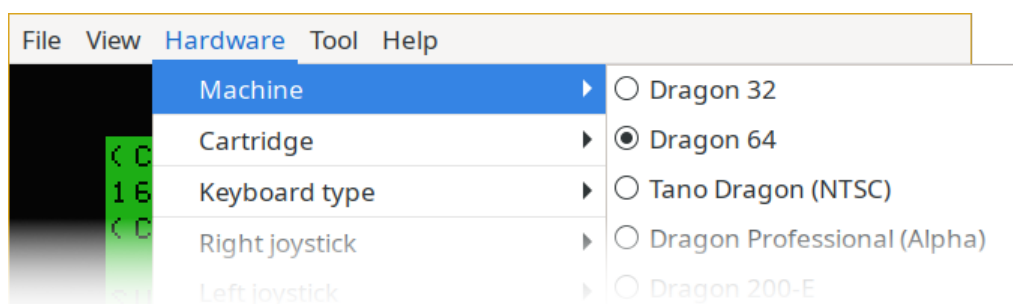 File View Hardware Tool Help
Machine
Cartridge
Keyboard type
Right joystick
Left joystick
Dragon 32
Dragon 64
Tano Dragon (NTSC)
Dragon Professional (Alpha)
Dragon 200-E
(C
16
(C